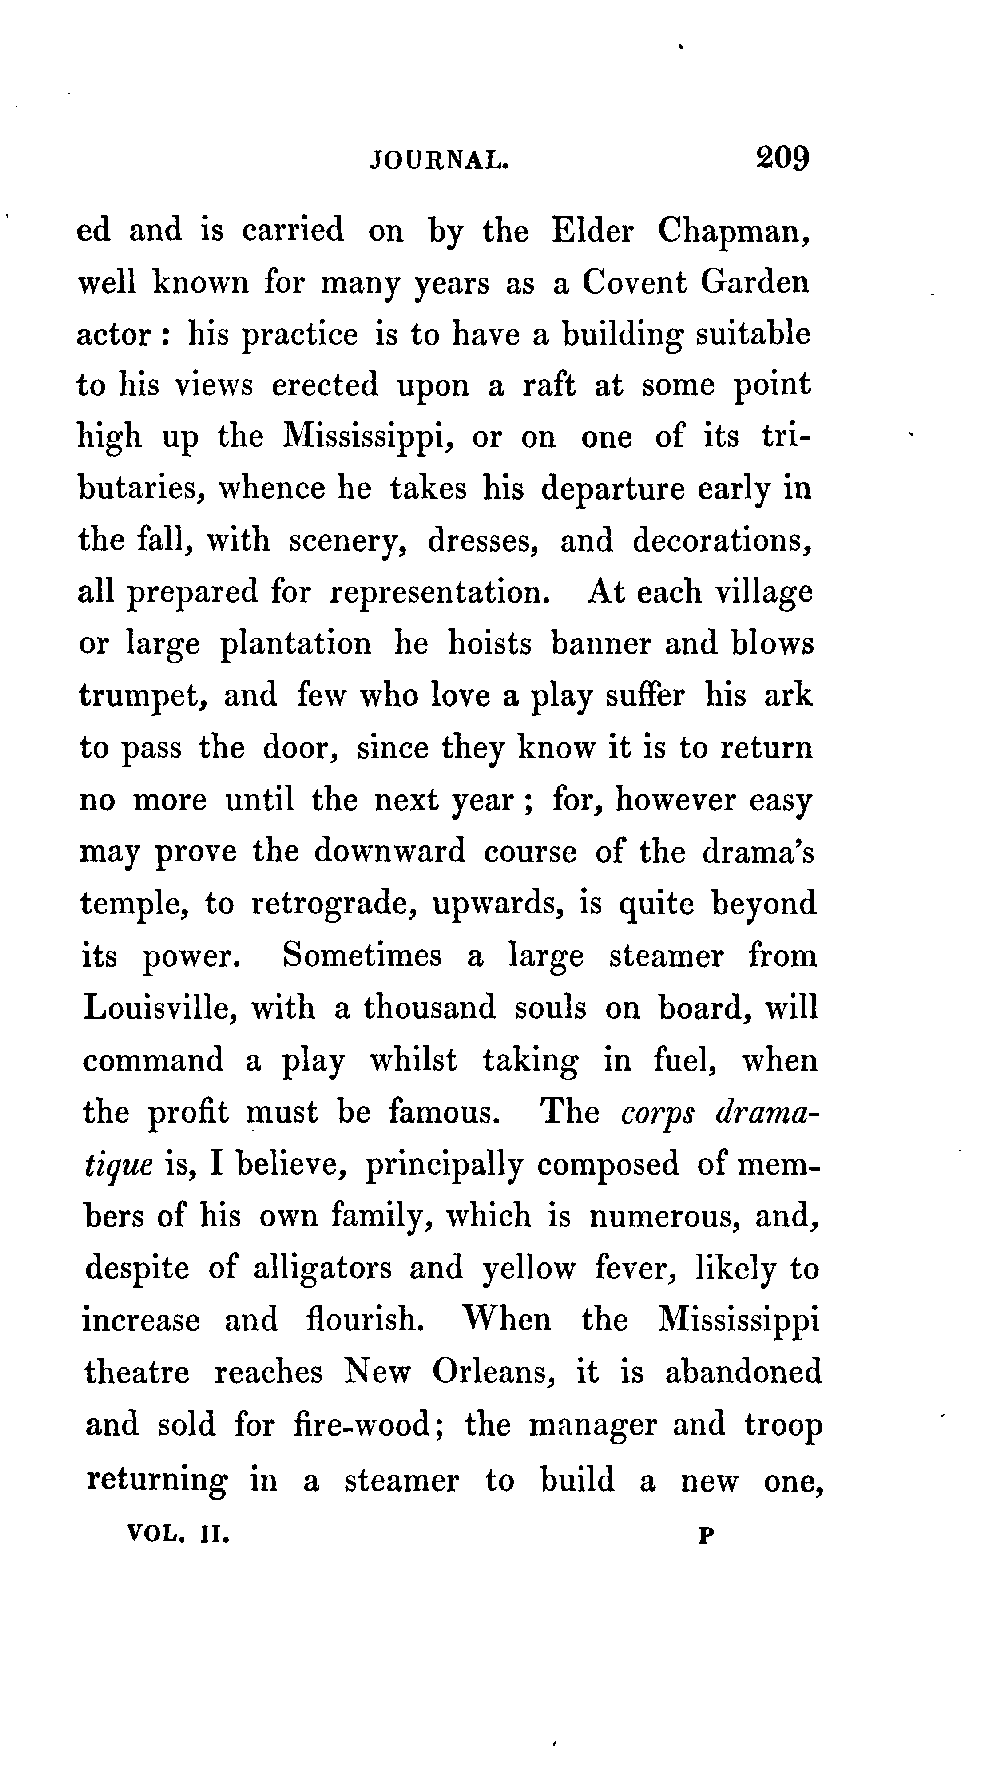 JOURNAL. 209
ed and is carried on by the Elder Chapman,
well known for many years as a Covent Garden
actor : his practice is to have a building suitable
to his views erected upon a raft at some point
high up the Mississippi, or on one of its tri-
butaries, whence he takes his departure early in
the fall, with scenery, dresses, and decorations,
all prepared for representation. At each village
or large plantation he hoists banner and blows
trumpet, and few who love a play suffer his ark
to pass the door, since they know it is to return
no more until the next year ; for, however easy
may prove the downward course of the drama's
temple, to retrograde, upwards, is quite beyond
its power. Sometimes a large steamer from
Louisville, with a thousand souls on board, will
command a play whilst taking in fuel, when
the profit must be famous. The corps drama-
tique is, I believe, principally composed of mem-
bers of his own family, which is numerous, and,
despite of alligators and yellow fever, likely to
increase and flourish. When the Mississippi
theatre reaches New Orleans, it is abandoned
and sold for fire-wood; the manager and troop
returning in a steamer to build a new one,
VOL. II. P